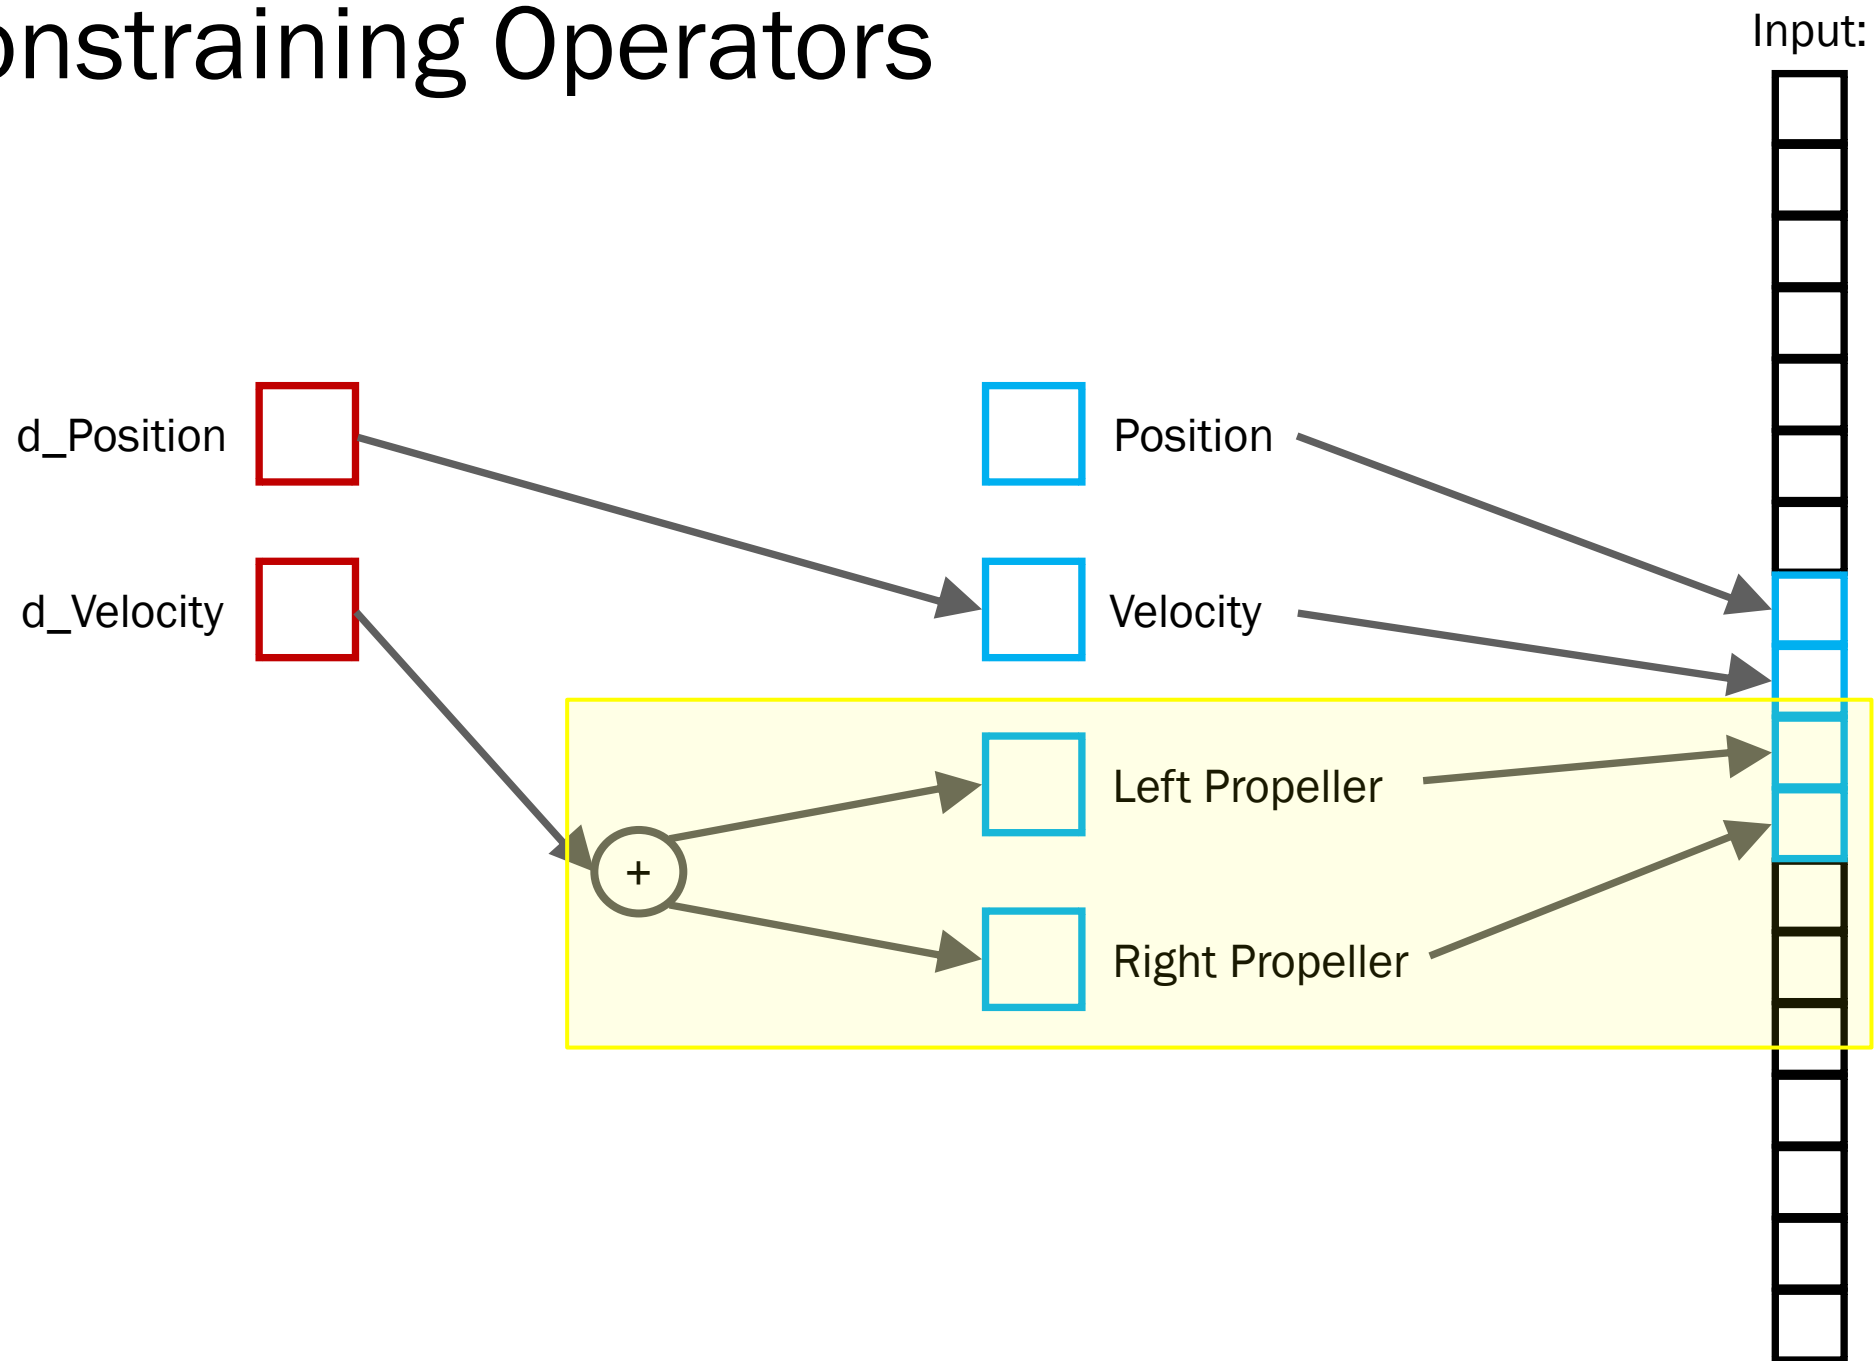 onstraining Operators
Input:
d_Position
Position
d_Velocity
Velocity
Left Propeller
+
Right Propeller